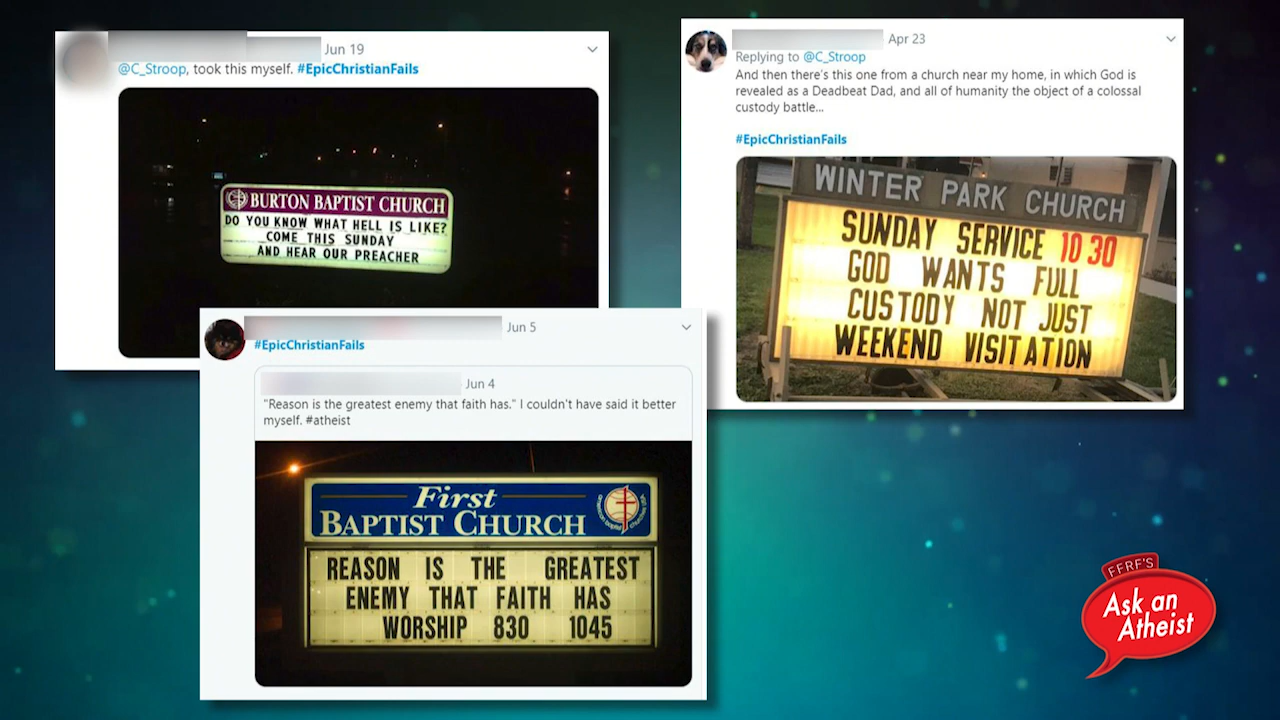 Jun 19
@C_Stroop, took this myself. #EpicChristianFails
BURTON BAPTIST CHURCH
DO YOU KNOW WHAT HELL IS LIKE?
COME THIS SUNDAY
AND HEAR OUR PREACHER
Apr 23
Replying to @C_Stroop
And then there's this one from a church near my home, in which God is
revealed as a Deadbeat Dad, and all of humanity the object of a colossal
custody battle...
#EpicChristianFails
WINTER PARK CHURCH
SUNDAY SERVICE 10 30
GOD WANTS FULL
CUSTODY NOT JUST
WEEKEND VISITATION
Jun 5
#EpicChristianFails
Jun 4
"Reason is the greatest enemy that faith has." I couldn't have said it better
myself. #atheist
First
BAPTIST CHURCH
REASON IS THE GREATEST
ENEMY THAT FAITH HAS
WORSHIP 830 1045
FFRF'S
Ask an
Atheist